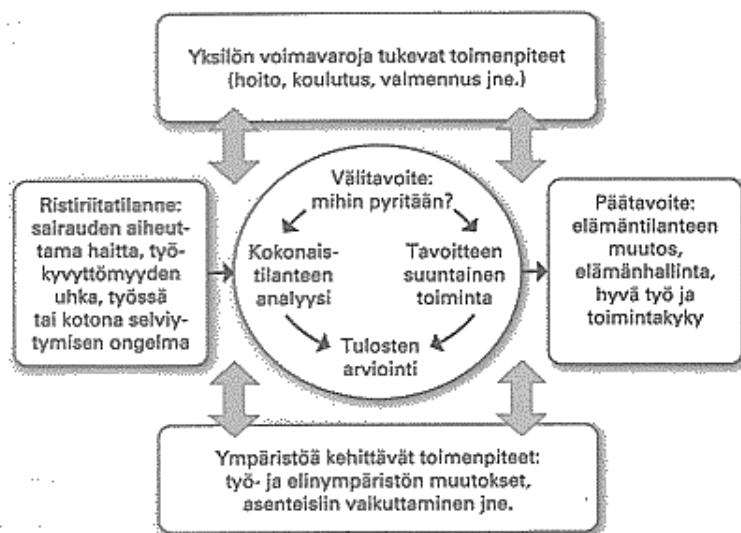 Yksilön voimavaroja tukevat toimenpiteet
(hoito, koulutus, valmennus jne.)
Ristiriitatilanne:
sairauden aiheut-
tama haitta, työ-
kyvyttömyyden
uhka, työssä
tai kotona selviy-
tymisen ongelma
Välitavoite:
mihin pyritään?
Kokonais-
tilanteen
analyysi
Tavoitteen
suuntainen
toiminta
Tulosten
arviointi
Päätavoite:
elämäntilanteen
muutos,
elämänhallinta,
hyvä työ ja
toimintakyky
Ympäristöä kehittävät toimenpiteet:
työ- ja elinympäristön muutokset,
asenteisiin vaikuttaminen jne.